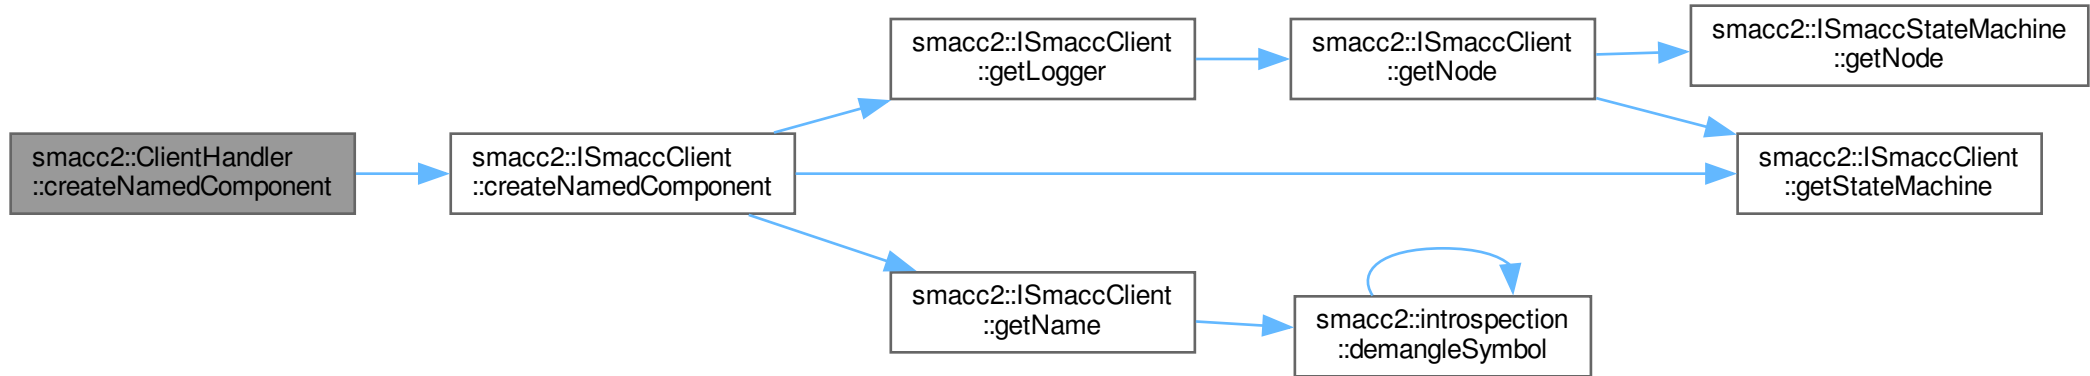 smacc2::ClientHandler
::createNamedComponent
smacc2::ISmaccClient
::createNamedComponent
smacc2::ISmaccClient
::getLogger
smacc2::ISmaccClient
::getNode
smacc2::ISmaccStateMachine
::getNode
smacc2::ISmaccClient
::getStateMachine
smacc2::ISmaccClient
::getName
smacc2::introspection
::demangleSymbol